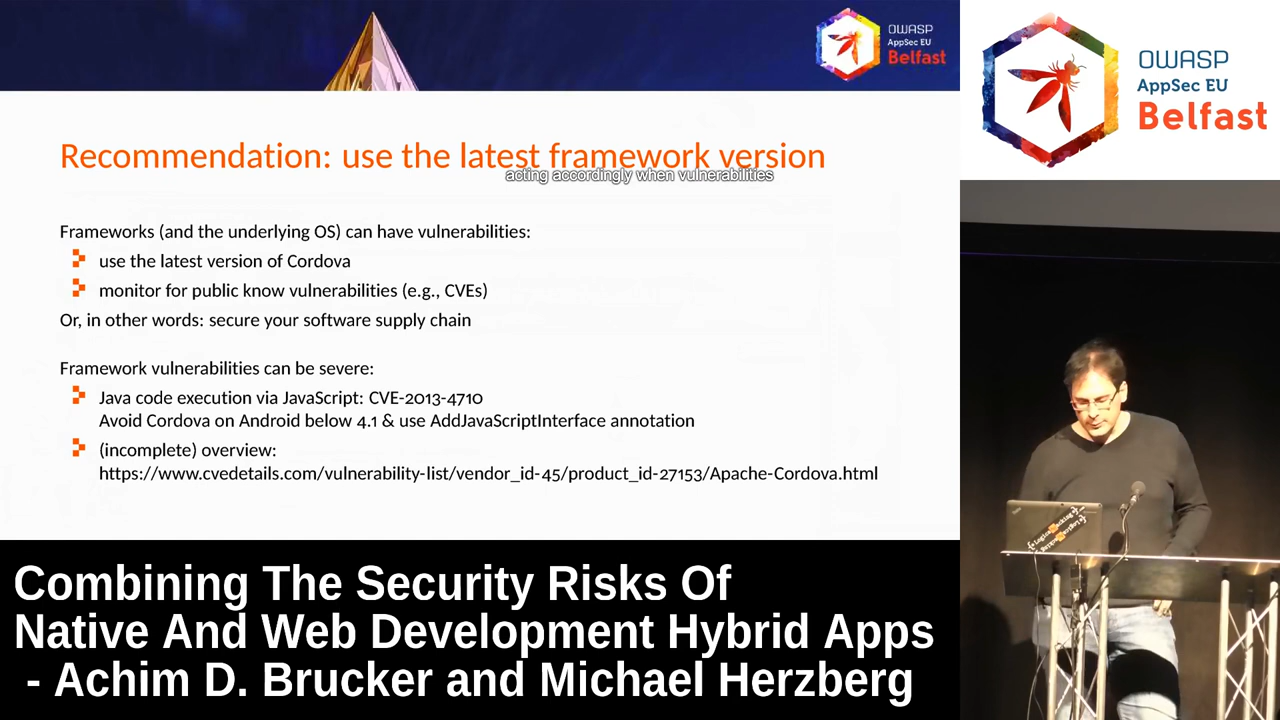 OWASP
AppSec EU
Belfast
OWASP
AppSec EU
Belfast
Recommendation: use the latest framework version
acting accordingly when vulnerabilities
Frameworks (and the underlying OS) can have vulnerabilities:
use the latest version of Cordova
monitor for public know vulnerabilities (e.g., CVEs)
Or, in other words: secure your software supply chain
Framework vulnerabilities can be severe:
Java code execution via JavaScript: CVE-2013-4710
Avoid Cordova on Android below 4.1 & use AddJavaScriptInterface annotation
(incomplete) overview:
https://www.cvedetails.com/vulnerability-list/vendor_id-45/product_id-27153/Apache-Cordova.html
Combining The Security Risks Of
Native And Web Development Hybrid Apps
- Achim D. Brucker and Michael Herzberg